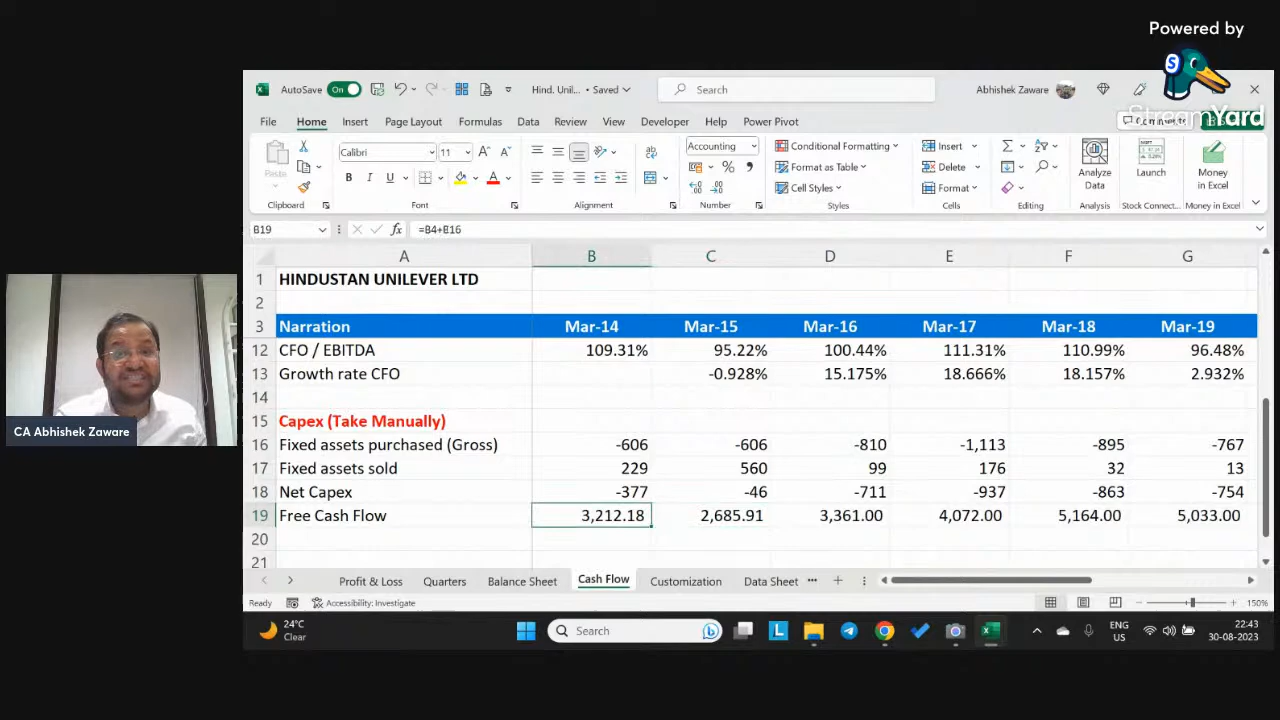 Powered by
StreamYard
AutoSave On Hind. Unil... • Saved Search Abhishek Zaware
File Home Insert Page Layout Formulas Data Review View Developer Help Power Pivot Comments
Paste Calibri 11 Accounting Conditional Formatting Format as Table Cell Styles Insert Delete Format Analyze Data Launch Money in Excel
Clipboard Font Alignment Number Styles Cells Editing Analysis Stock Connec... Money in Excel
B19 fx =B4+B16
A B C D E F G
1 HINDUSTAN UNILEVER LTD
2
3 Narration Mar-14 Mar-15 Mar-16 Mar-17 Mar-18 Mar-19
12 CFO / EBITDA 109.31% 95.22% 100.44% 111.31% 110.99% 96.48%
13 Growth rate CFO -0.928% 15.175% 18.666% 18.157% 2.932%
14
15 Capex (Take Manually)
16 Fixed assets purchased (Gross) -606 -606 -810 -1,113 -895 -767
17 Fixed assets sold 229 560 99 176 32 13
18 Net Capex -377 -46 -711 -937 -863 -754
19 Free Cash Flow 3,212.18 2,685.91 3,361.00 4,072.00 5,164.00 5,033.00
20
21
Profit & Loss Quarters Balance Sheet Cash Flow Customization Data Sheet ...
Ready Accessibility: Investigate 150%
24°C
Clear
Search
ENG
US
22:43
30-08-2023
CA Abhishek Zaware